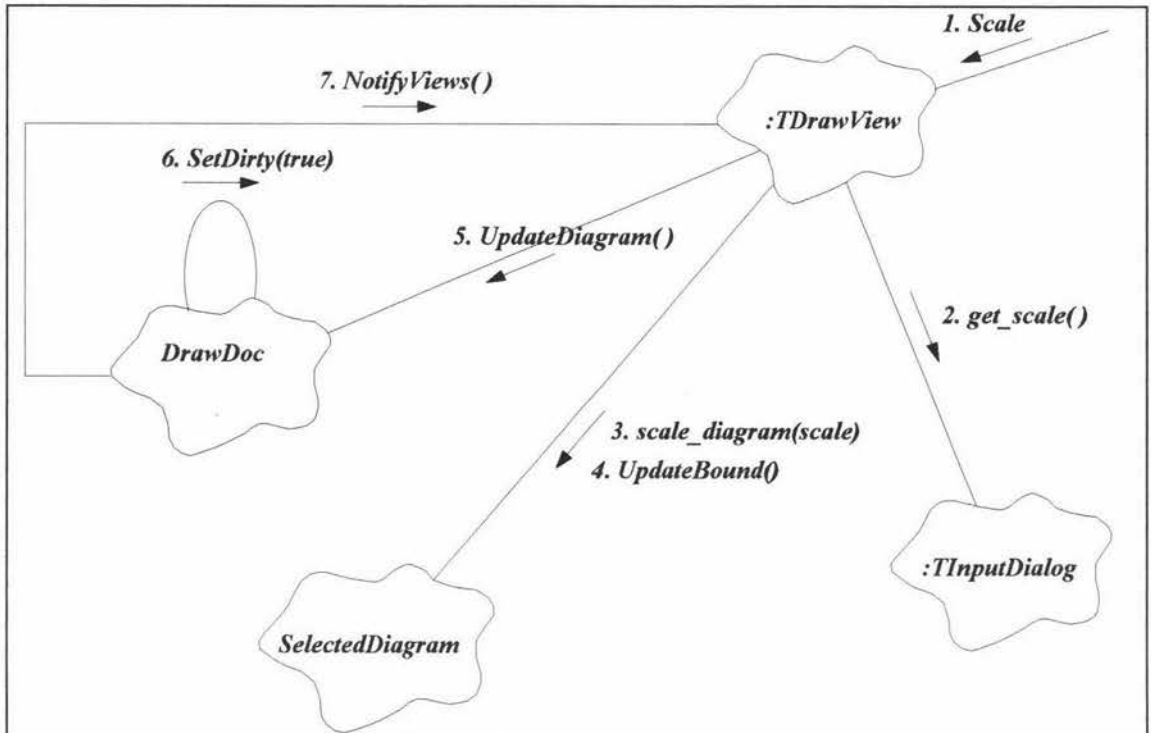 1. Scale
7. NotifyViews( )
:TDrawView
6. SetDirty(true)
5. UpdateDiagram( )
2. get_scale( )
DrawDoc
3. scale_diagram(scale)
4. UpdateBound()
:TInputDialog
SelectedDiagram